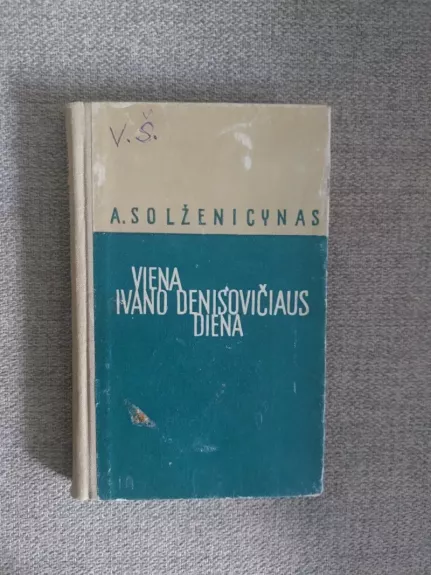 V.Š.
A. SOLŽENICYNAS
VIENA
IVANO DENISOVIČIAUS
DIENA